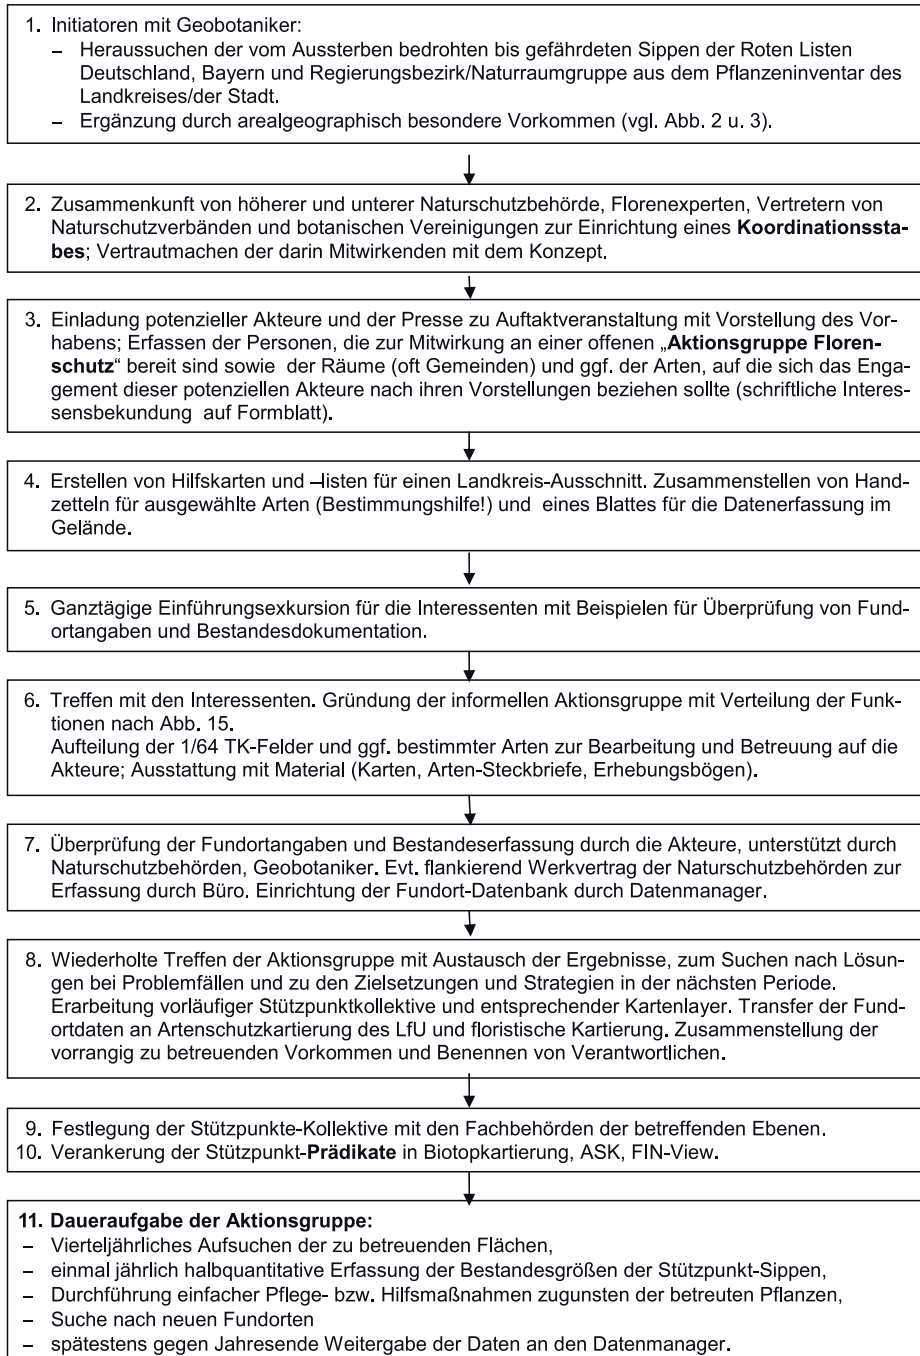 1. Initiatoren mit Geobotaniker:
– Heraussuchen der vom Aussterben bedrohten bis gefährdeten Sippen der Roten Listen
Deutschland, Bayern und Regierungsbezirk/Naturraumgruppe aus dem Pflanzeninventar des
Landkreises/der Stadt.
– Ergänzung durch arealgeographisch besondere Vorkommen (vgl. Abb. 2 u. 3).
2. Zusammenkunft von höherer und unterer Naturschutzbehörde, Florenexperten, Vertretern von
Naturschutzverbänden und botanischen Vereinigungen zur Einrichtung eines Koordinationssta-
bes; Vertrautmachen der darin Mitwirkenden mit dem Konzept.
3. Einladung potenzieller Akteure und der Presse zu Auftaktveranstaltung mit Vorstellung des Vor-
habens; Erfassen der Personen, die zur Mitwirkung an einer offenen „Aktionsgruppe Floren-
schutz“ bereit sind sowie der Räume (oft Gemeinden) und ggf. der Arten, auf die sich das Enga-
gement dieser potenziellen Akteure nach ihren Vorstellungen beziehen sollte (schriftliche Interes-
sensbekundung auf Formblatt).
4. Erstellen von Hilfskarten und –listen für einen Landkreis-Ausschnitt. Zusammenstellen von Hand-
zetteln für ausgewählte Arten (Bestimmungshilfe!) und eines Blattes für die Datenerfassung im
Gelände.
5. Ganztägige Einführungsexkursion für die Interessenten mit Beispielen für Überprüfung von Fund-
ortangaben und Bestandesdokumentation.
6. Treffen mit den Interessenten. Gründung der informellen Aktionsgruppe mit Verteilung der Funk-
tionen nach Abb. 15.
Aufteilung der 1/64 TK-Felder und ggf. bestimmter Arten zur Bearbeitung und Betreuung auf die
Akteure; Ausstattung mit Material (Karten, Arten-Steckbriefe, Erhebungsbögen).
7. Überprüfung der Fundortangaben und Bestandeserfassung durch die Akteure, unterstützt durch
Naturschutzbehörden, Geobotaniker. Evt. flankierend Werkvertrag der Naturschutzbehörden zur
Erfassung durch Büro. Einrichtung der Fundort-Datenbank durch Datenmanager.
8. Wiederholte Treffen der Aktionsgruppe mit Austausch der Ergebnisse, zum Suchen nach Lösun-
gen bei Problemfällen und zu den Zielsetzungen und Strategien in der nächsten Periode.
Erarbeitung vorläufiger Stützpunktkollektive und entsprechender Kartenlayer. Transfer der Fund-
ortdaten an Artenschutzkartierung des LfU und floristische Kartierung. Zusammenstellung der
vorrangig zu betreuenden Vorkommen und Benennen von Verantwortlichen.
9. Festlegung der Stützpunkte-Kollektive mit den Fachbehörden der betreffenden Ebenen.
10. Verankerung der Stützpunkt-Prädikate in Biotopkartierung, ASK, FIN-View.
11. Daueraufgabe der Aktionsgruppe:
– Vierteljährliches Aufsuchen der zu betreuenden Flächen,
– einmal jährlich halbquantitative Erfassung der Bestandesgrößen der Stützpunkt-Sippen,
– Durchführung einfacher Pflege- bzw. Hilfsmaßnahmen zugunsten der betreuten Pflanzen,
– Suche nach neuen Fundorten
– spätestens gegen Jahresende Weitergabe der Daten an den Datenmanager.